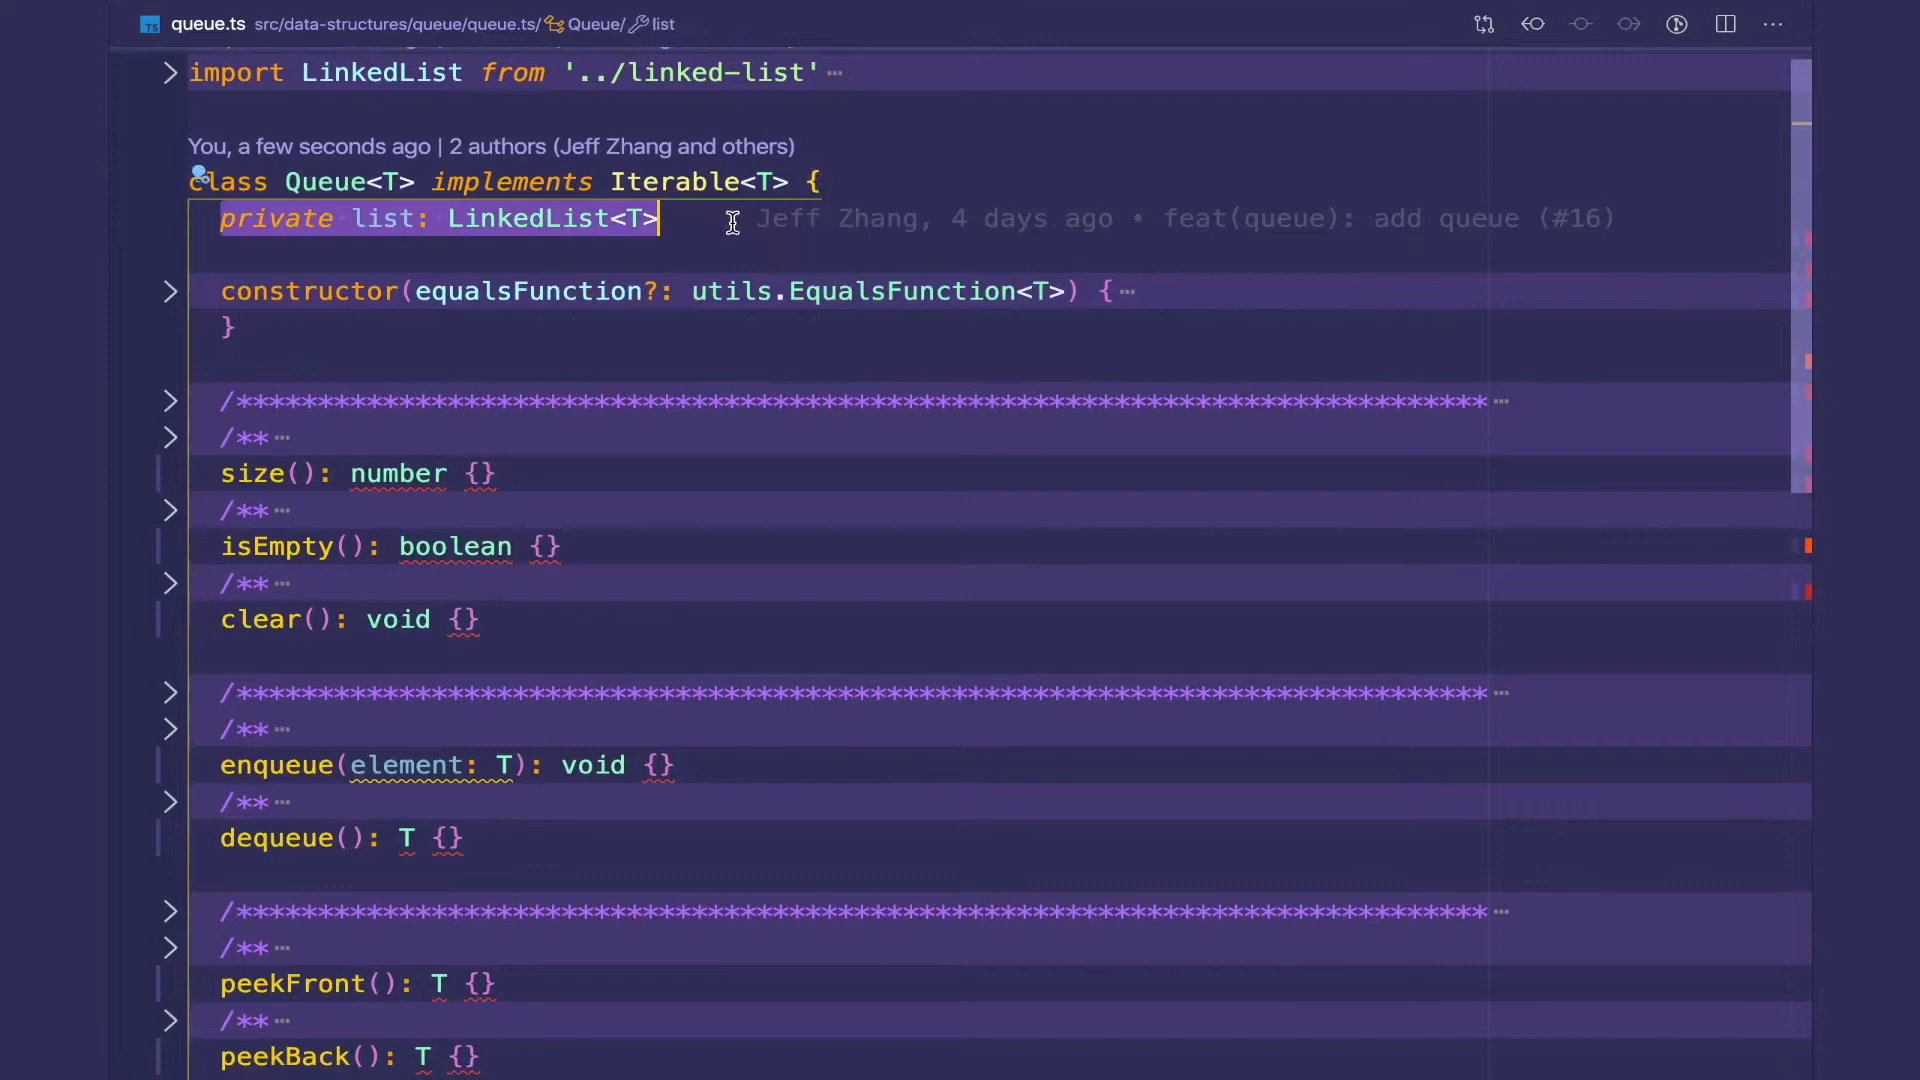 TS queue.ts src/data-structures/queue/queue.ts/ Queue/ list
import LinkedList from '../linked-list' ⋯
You, a few seconds ago | 2 authors (Jeff Zhang and others)
class Queue<T> implements Iterable<T> {
private list: LinkedList<T> Jeff Zhang, 4 days ago • feat(queue): add queue (#16)
constructor(equalsFunction?: utils.EqualsFunction<T>) { ⋯
}
/***************************************************************************** ⋯
/** ⋯
size(): number {}
/** ⋯
isEmpty(): boolean {}
/** ⋯
clear(): void {}
/***************************************************************************** ⋯
/** ⋯
enqueue(element: T): void {}
/** ⋯
dequeue(): T {}
/***************************************************************************** ⋯
/** ⋯
peekFront(): T {}
/** ⋯
peekBack(): T {}